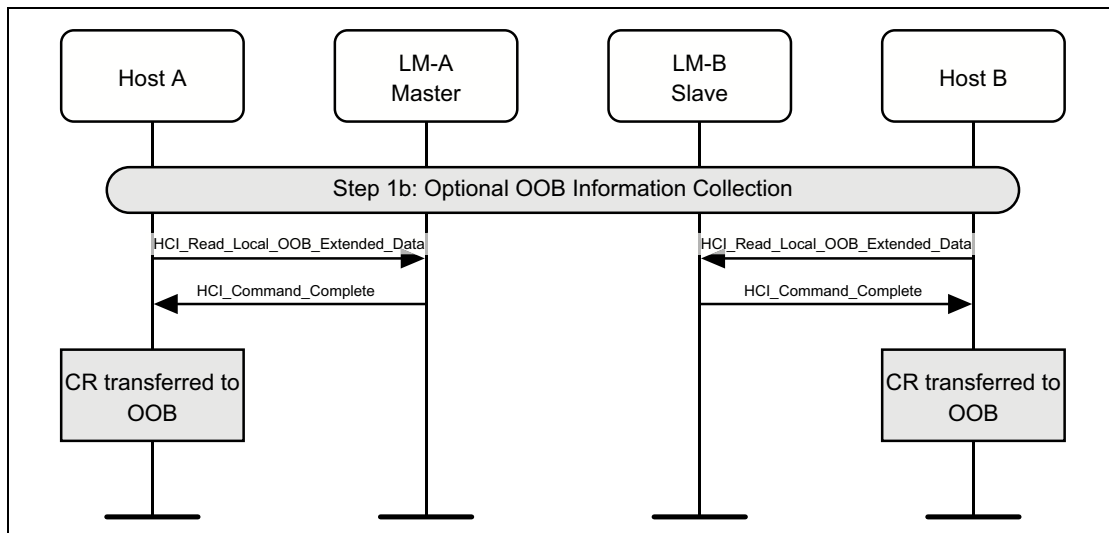 Host A
LM-A
Master
LM-B
Slave
Host B
Step 1b: Optional OOB Information Collection
HCI_Read_Local_OOB_Extended_Data
HCI_Read_Local_OOB_Extended_Data
HCI_Command_Complete
HCI_Command_Complete
CR transferred to
OOB
CR transferred to
OOB